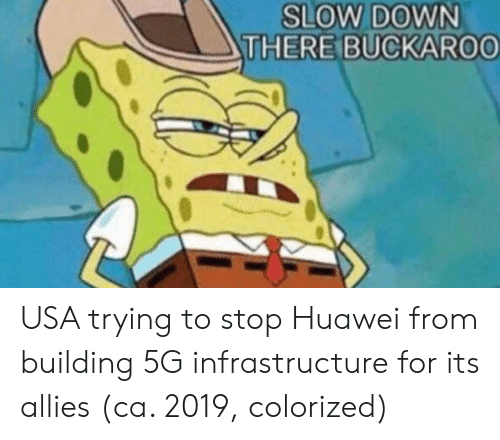 SLOW DOWN
THERE BUCKAROO
USA trying to stop Huawei from
building 5G infrastructure for its
allies (ca. 2019, colorized)